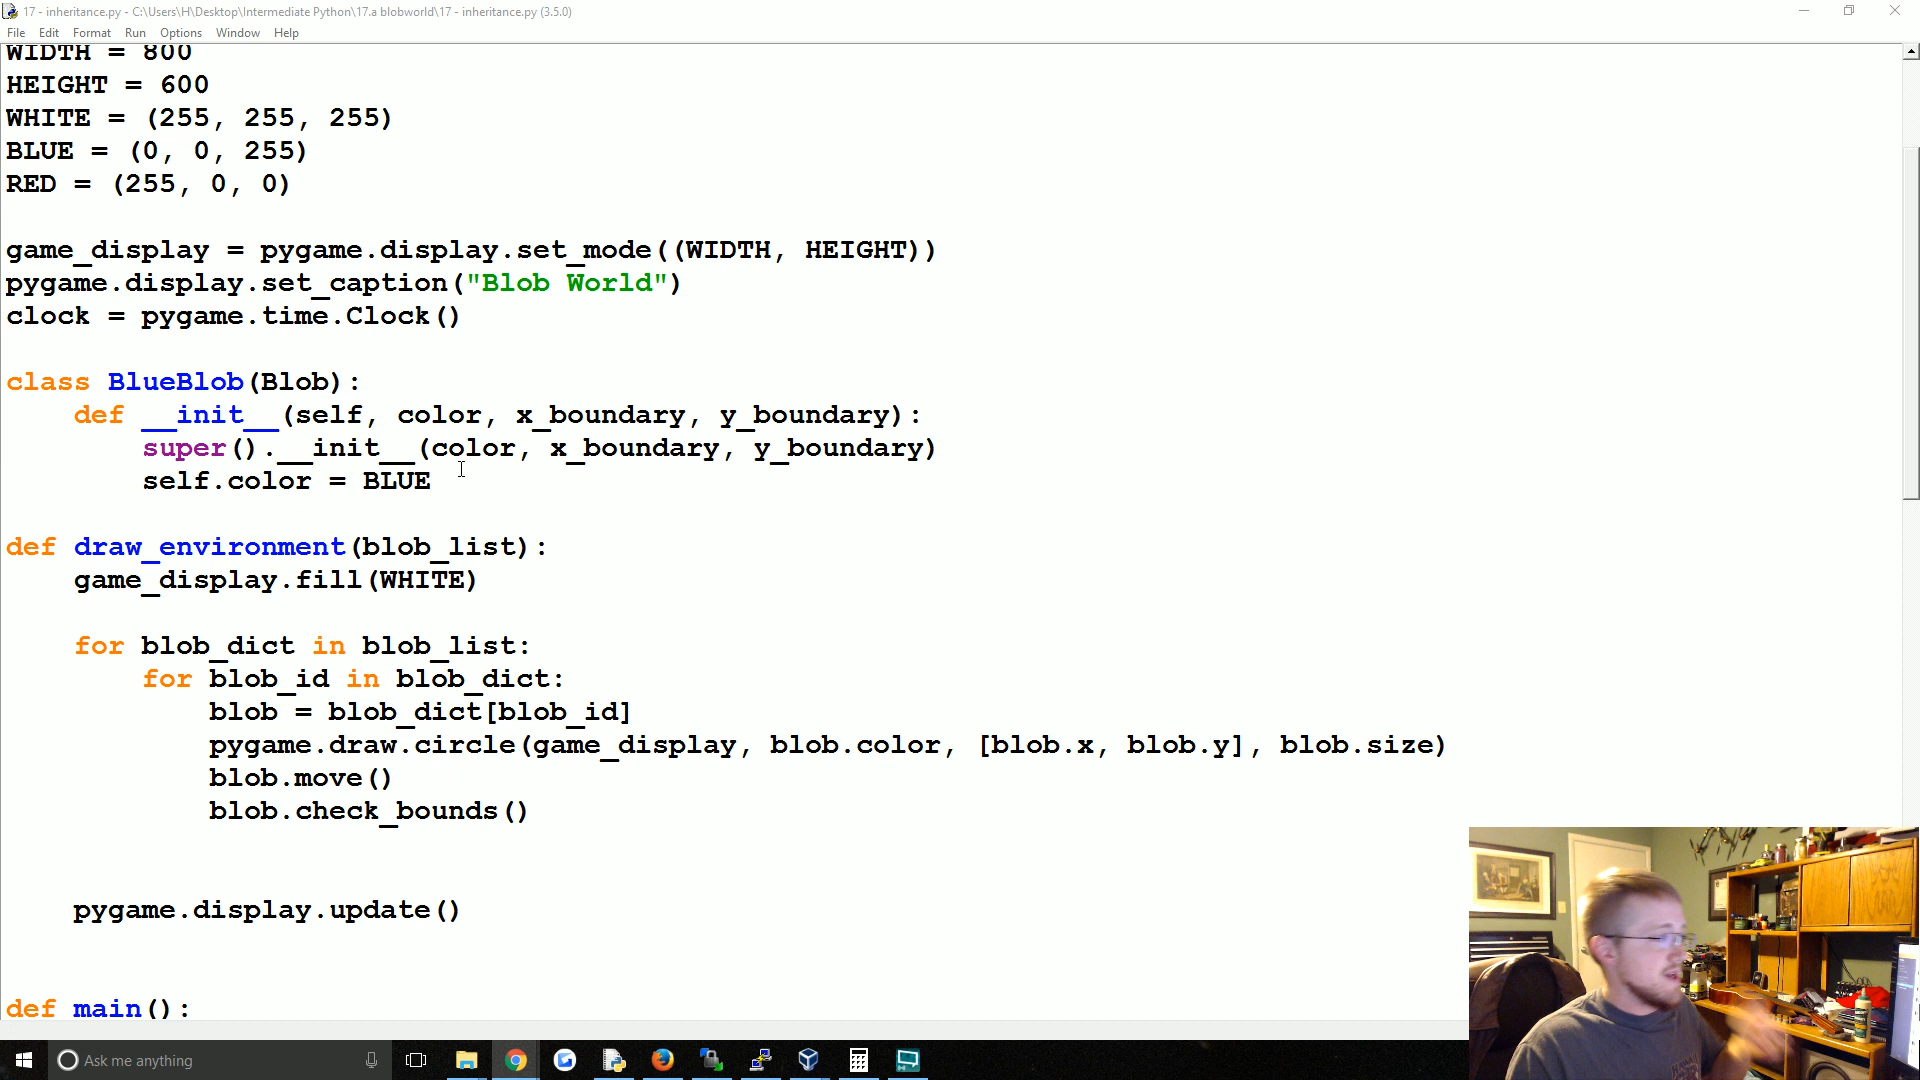 17 - inheritance.py - C:\Users\H\Desktop\Intermediate Python\17.a blobworld\17 - inheritance.py (3.5.0)
File Edit Format Run Options Window Help
WIDTH = 800
HEIGHT = 600
WHITE = (255, 255, 255)
BLUE = (0, 0, 255)
RED = (255, 0, 0)
game_display = pygame.display.set_mode((WIDTH, HEIGHT))
pygame.display.set_caption("Blob World")
clock = pygame.time.Clock()
class BlueBlob(Blob):
def __init__(self, color, x_boundary, y_boundary):
super().__init__(color, x_boundary, y_boundary)
self.color = BLUE
def draw_environment(blob_list):
game_display.fill(WHITE)
for blob_dict in blob_list:
for blob_id in blob_dict:
blob = blob_dict[blob_id]
pygame.draw.circle(game_display, blob.color, [blob.x, blob.y], blob.size)
blob.move()
blob.check_bounds()
pygame.display.update()
def main():
Ask me anything